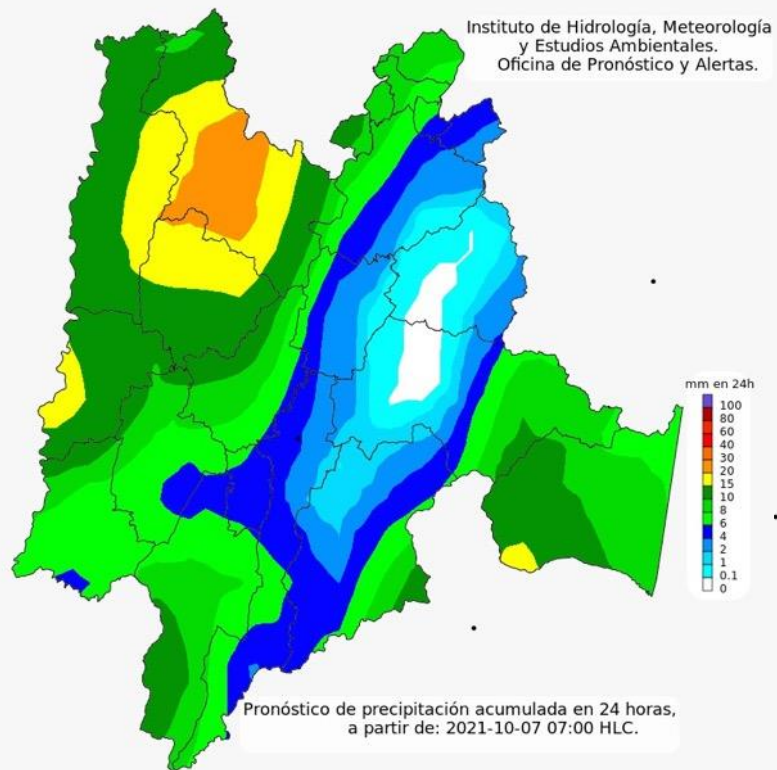 Instituto de Hidrología, Meteorología
y Estudios Ambientales.
Oficina de Pronóstico y Alertas.
mm en 24h
100
80
60
40
30
20
15
10
8
6
4
2
1
0.1
0
Pronóstico de precipitación acumulada en 24 horas,
a partir de: 2021-10-07 07:00 HLC.